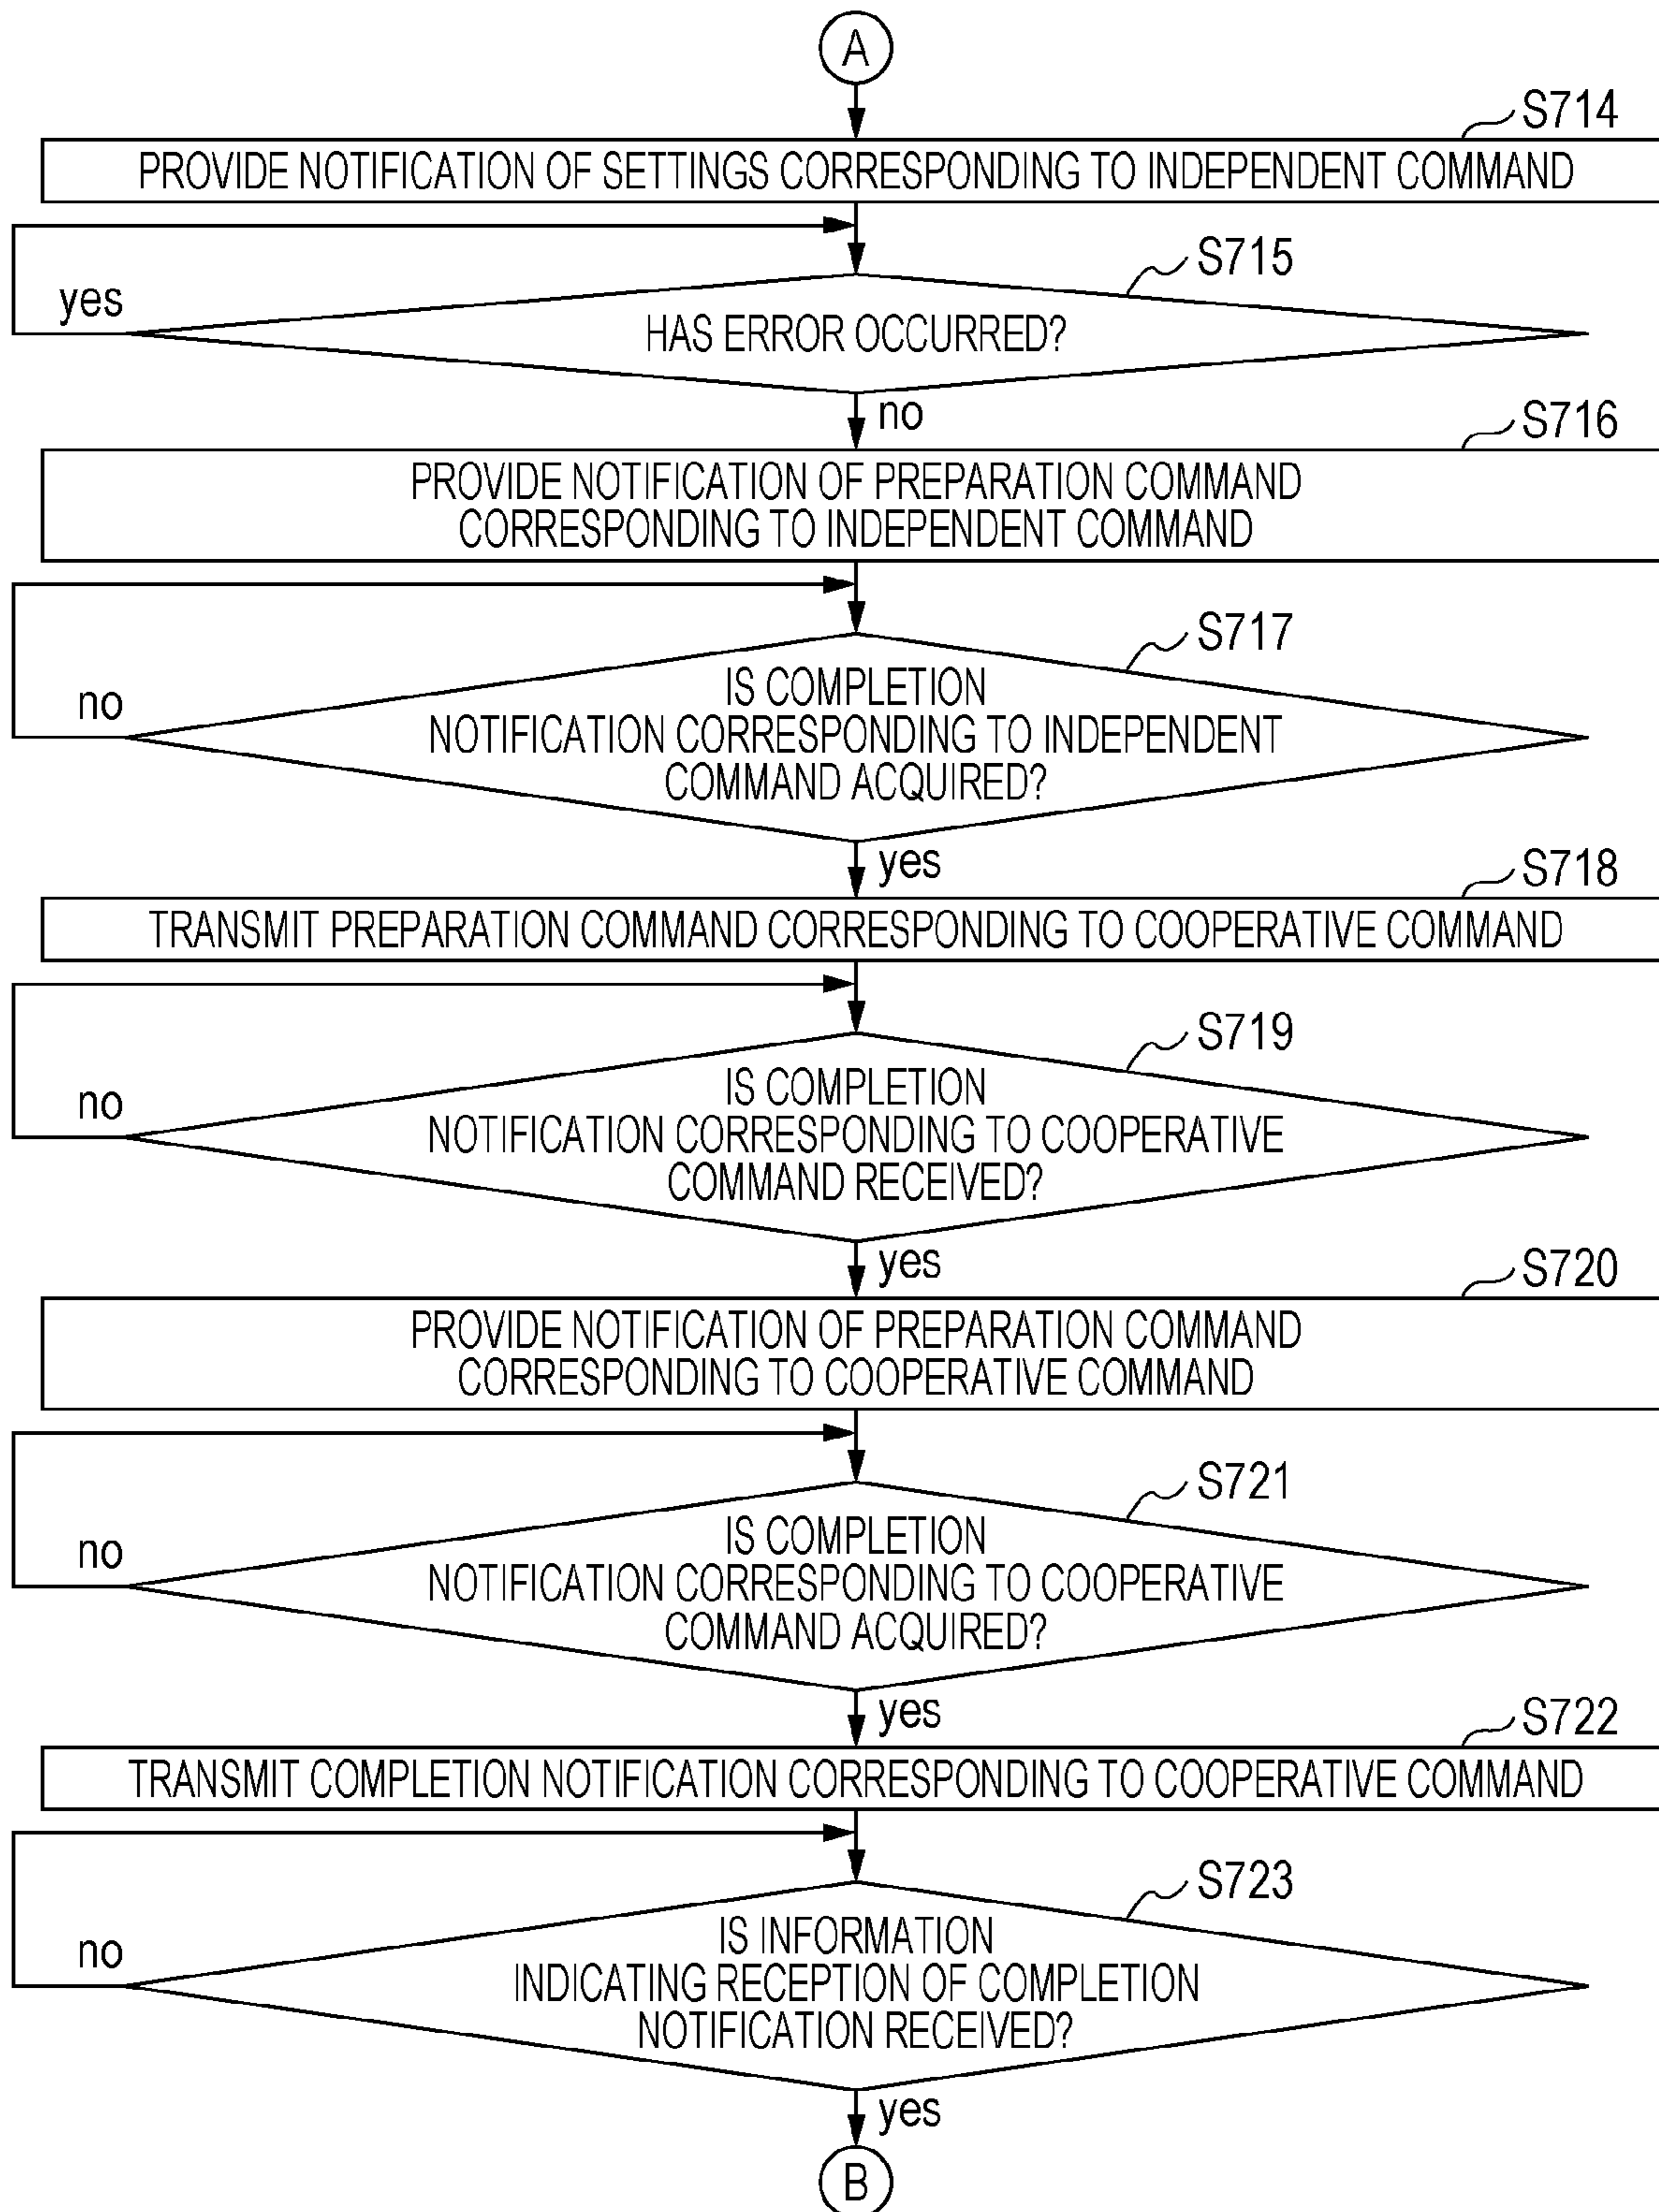 A
S714
PROVIDE NOTIFICATION OF SETTINGS CORRESPONDING TO INDEPENDENT COMMAND
S715
yes
HAS ERROR OCCURRED?
no
S716
PROVIDE NOTIFICATION OF PREPARATION COMMAND
CORRESPONDING TO INDEPENDENT COMMAND
S717
no
IS COMPLETION
NOTIFICATION CORRESPONDING TO INDEPENDENT
COMMAND ACQUIRED?
yes
S718
TRANSMIT PREPARATION COMMAND CORRESPONDING TO COOPERATIVE COMMAND
S719
no
IS COMPLETION
NOTIFICATION CORRESPONDING TO COOPERATIVE
COMMAND RECEIVED?
yes
S720
PROVIDE NOTIFICATION OF PREPARATION COMMAND
CORRESPONDING TO COOPERATIVE COMMAND
S721
no
IS COMPLETION
NOTIFICATION CORRESPONDING TO COOPERATIVE
COMMAND ACQUIRED?
yes
S722
TRANSMIT COMPLETION NOTIFICATION CORRESPONDING TO COOPERATIVE COMMAND
S723
no
IS INFORMATION
INDICATING RECEPTION OF COMPLETION
NOTIFICATION RECEIVED?
yes
B